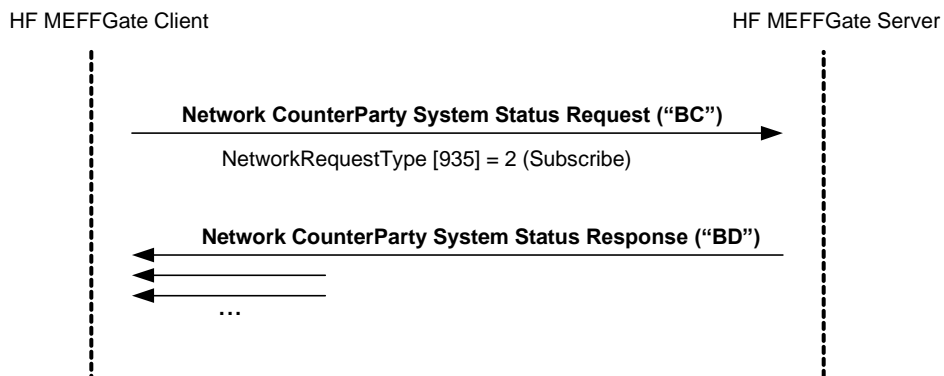 HF MEFFGate Client
HF MEFFGate Server
Network CounterParty System Status Request (“BC”)
NetworkRequestType [935] = 2 (Subscribe)
Network CounterParty System Status Response (“BD”)
…